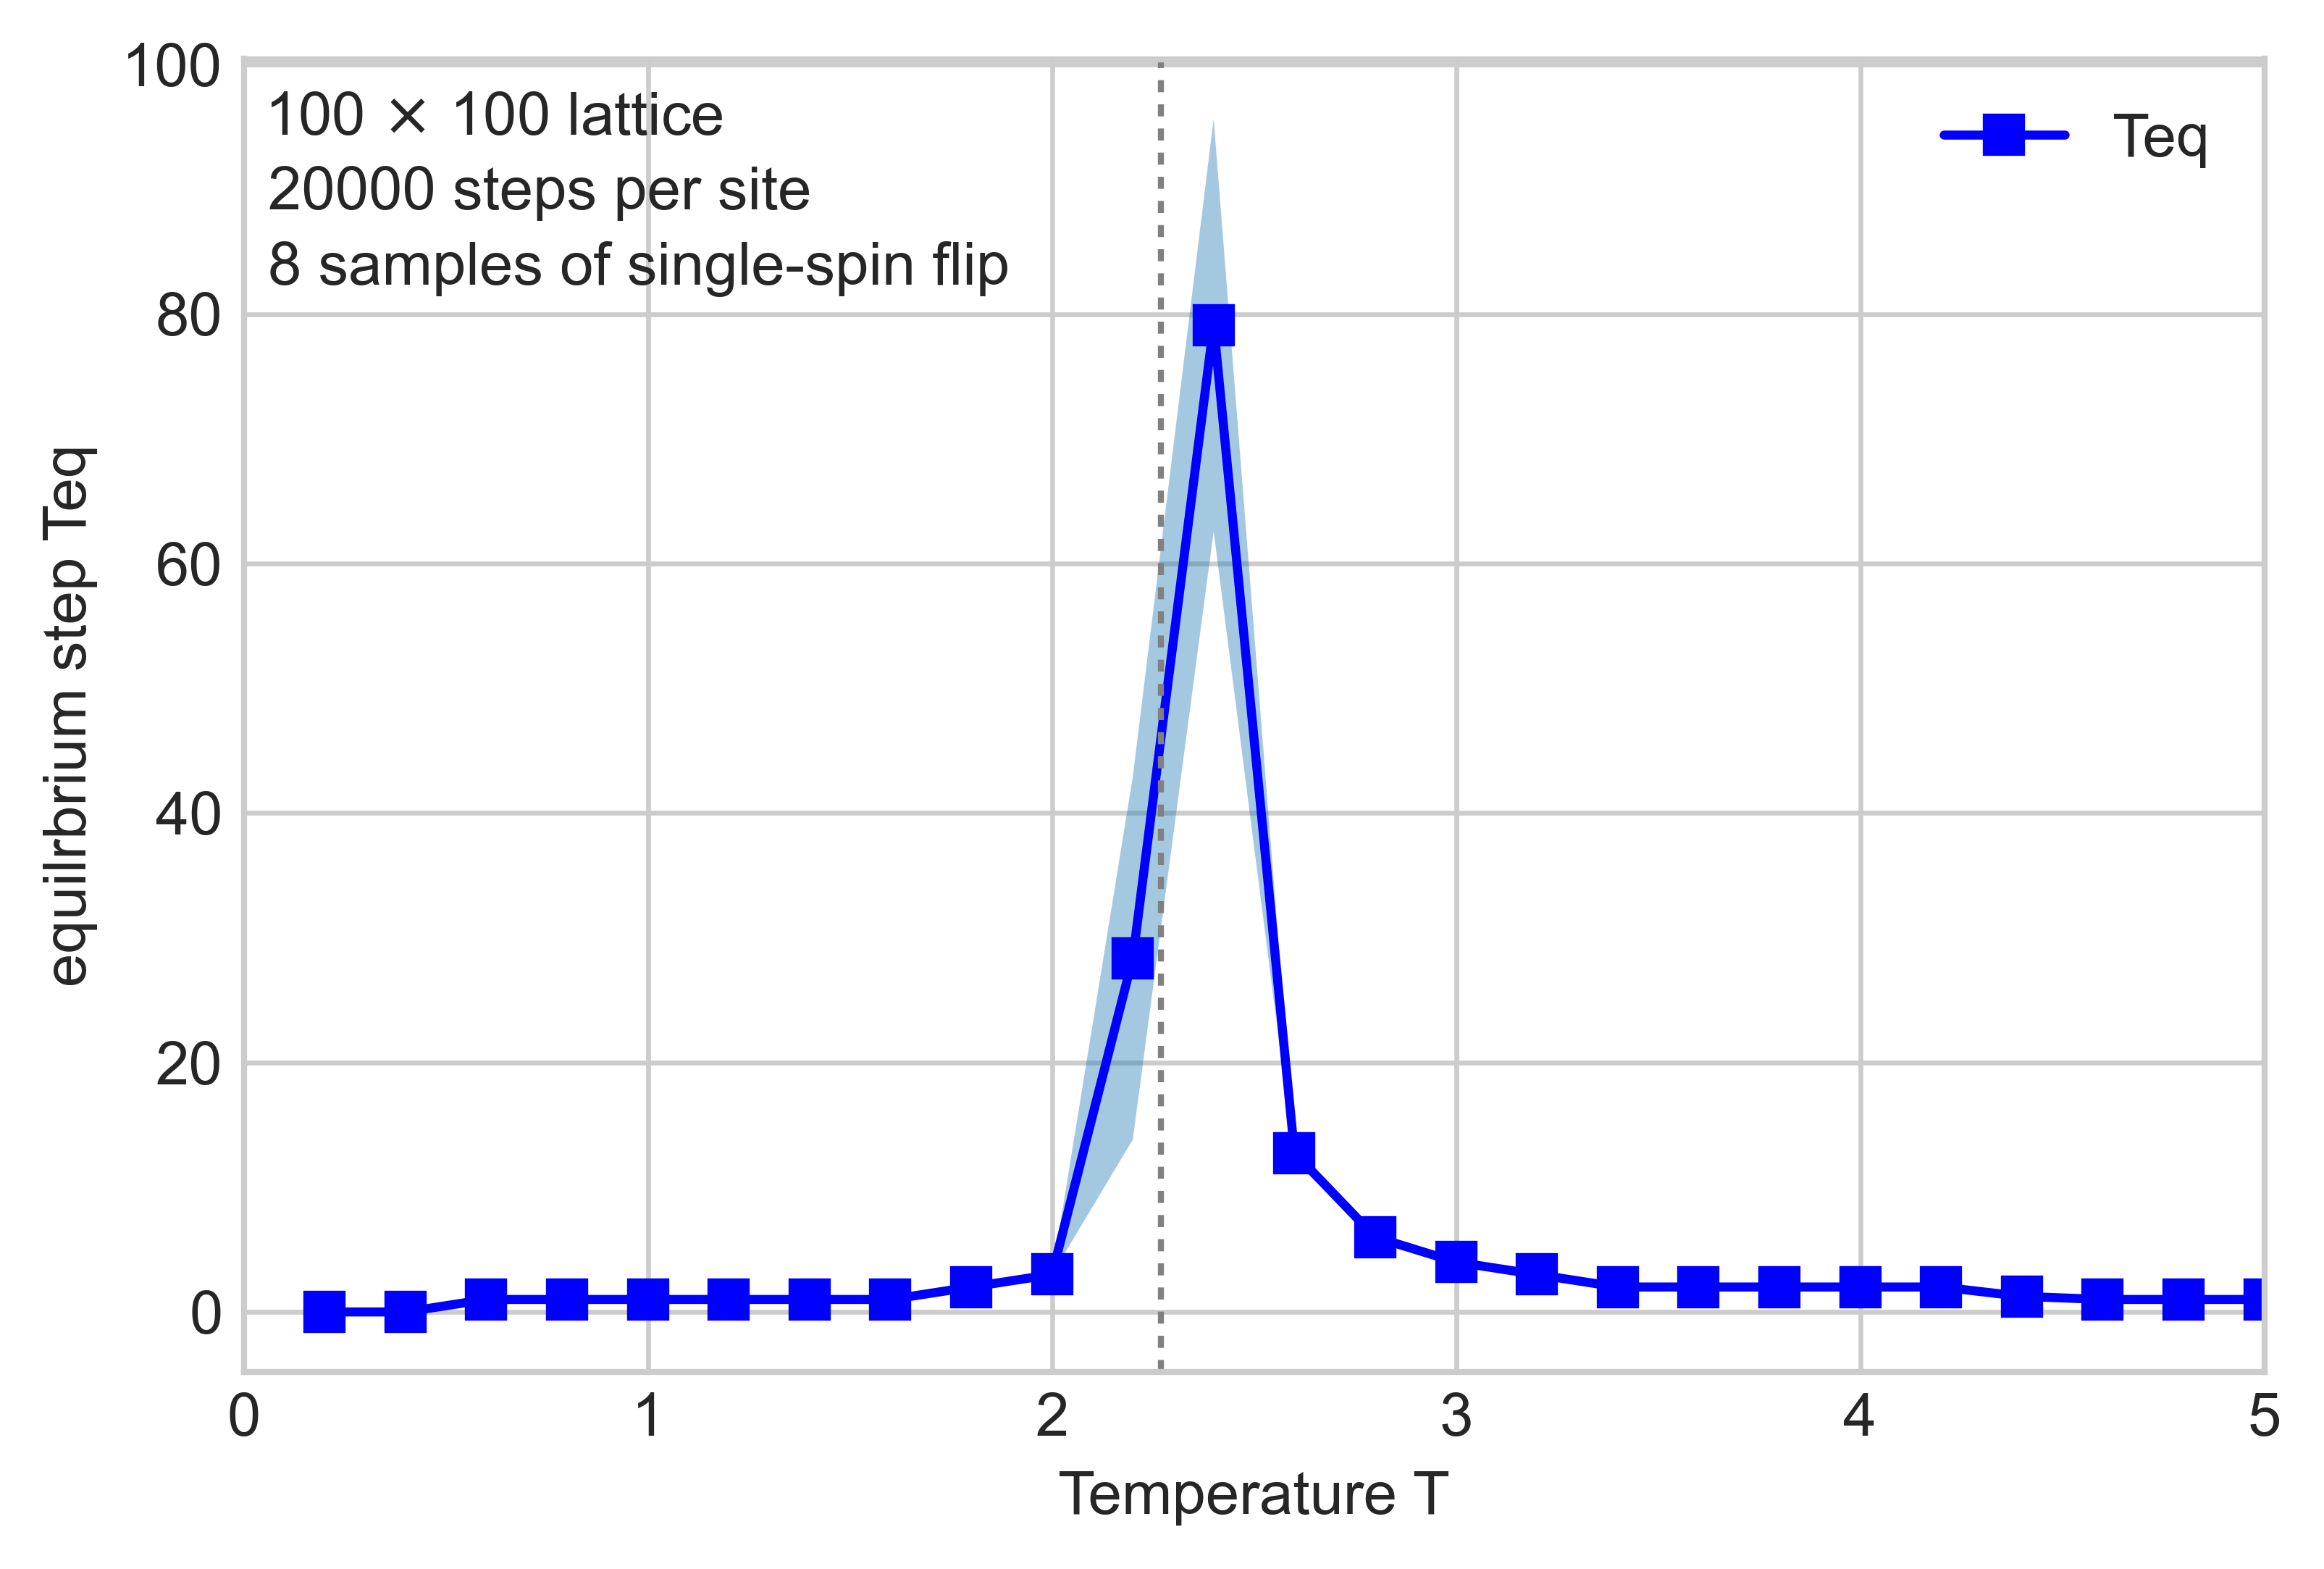 100
100 × 100 lattice
20000 steps per site
8 samples of single-spin flip
Teq
80
60
40
20
0
equilrbrium step Teq
0 1 2 3 4 5
Temperature T